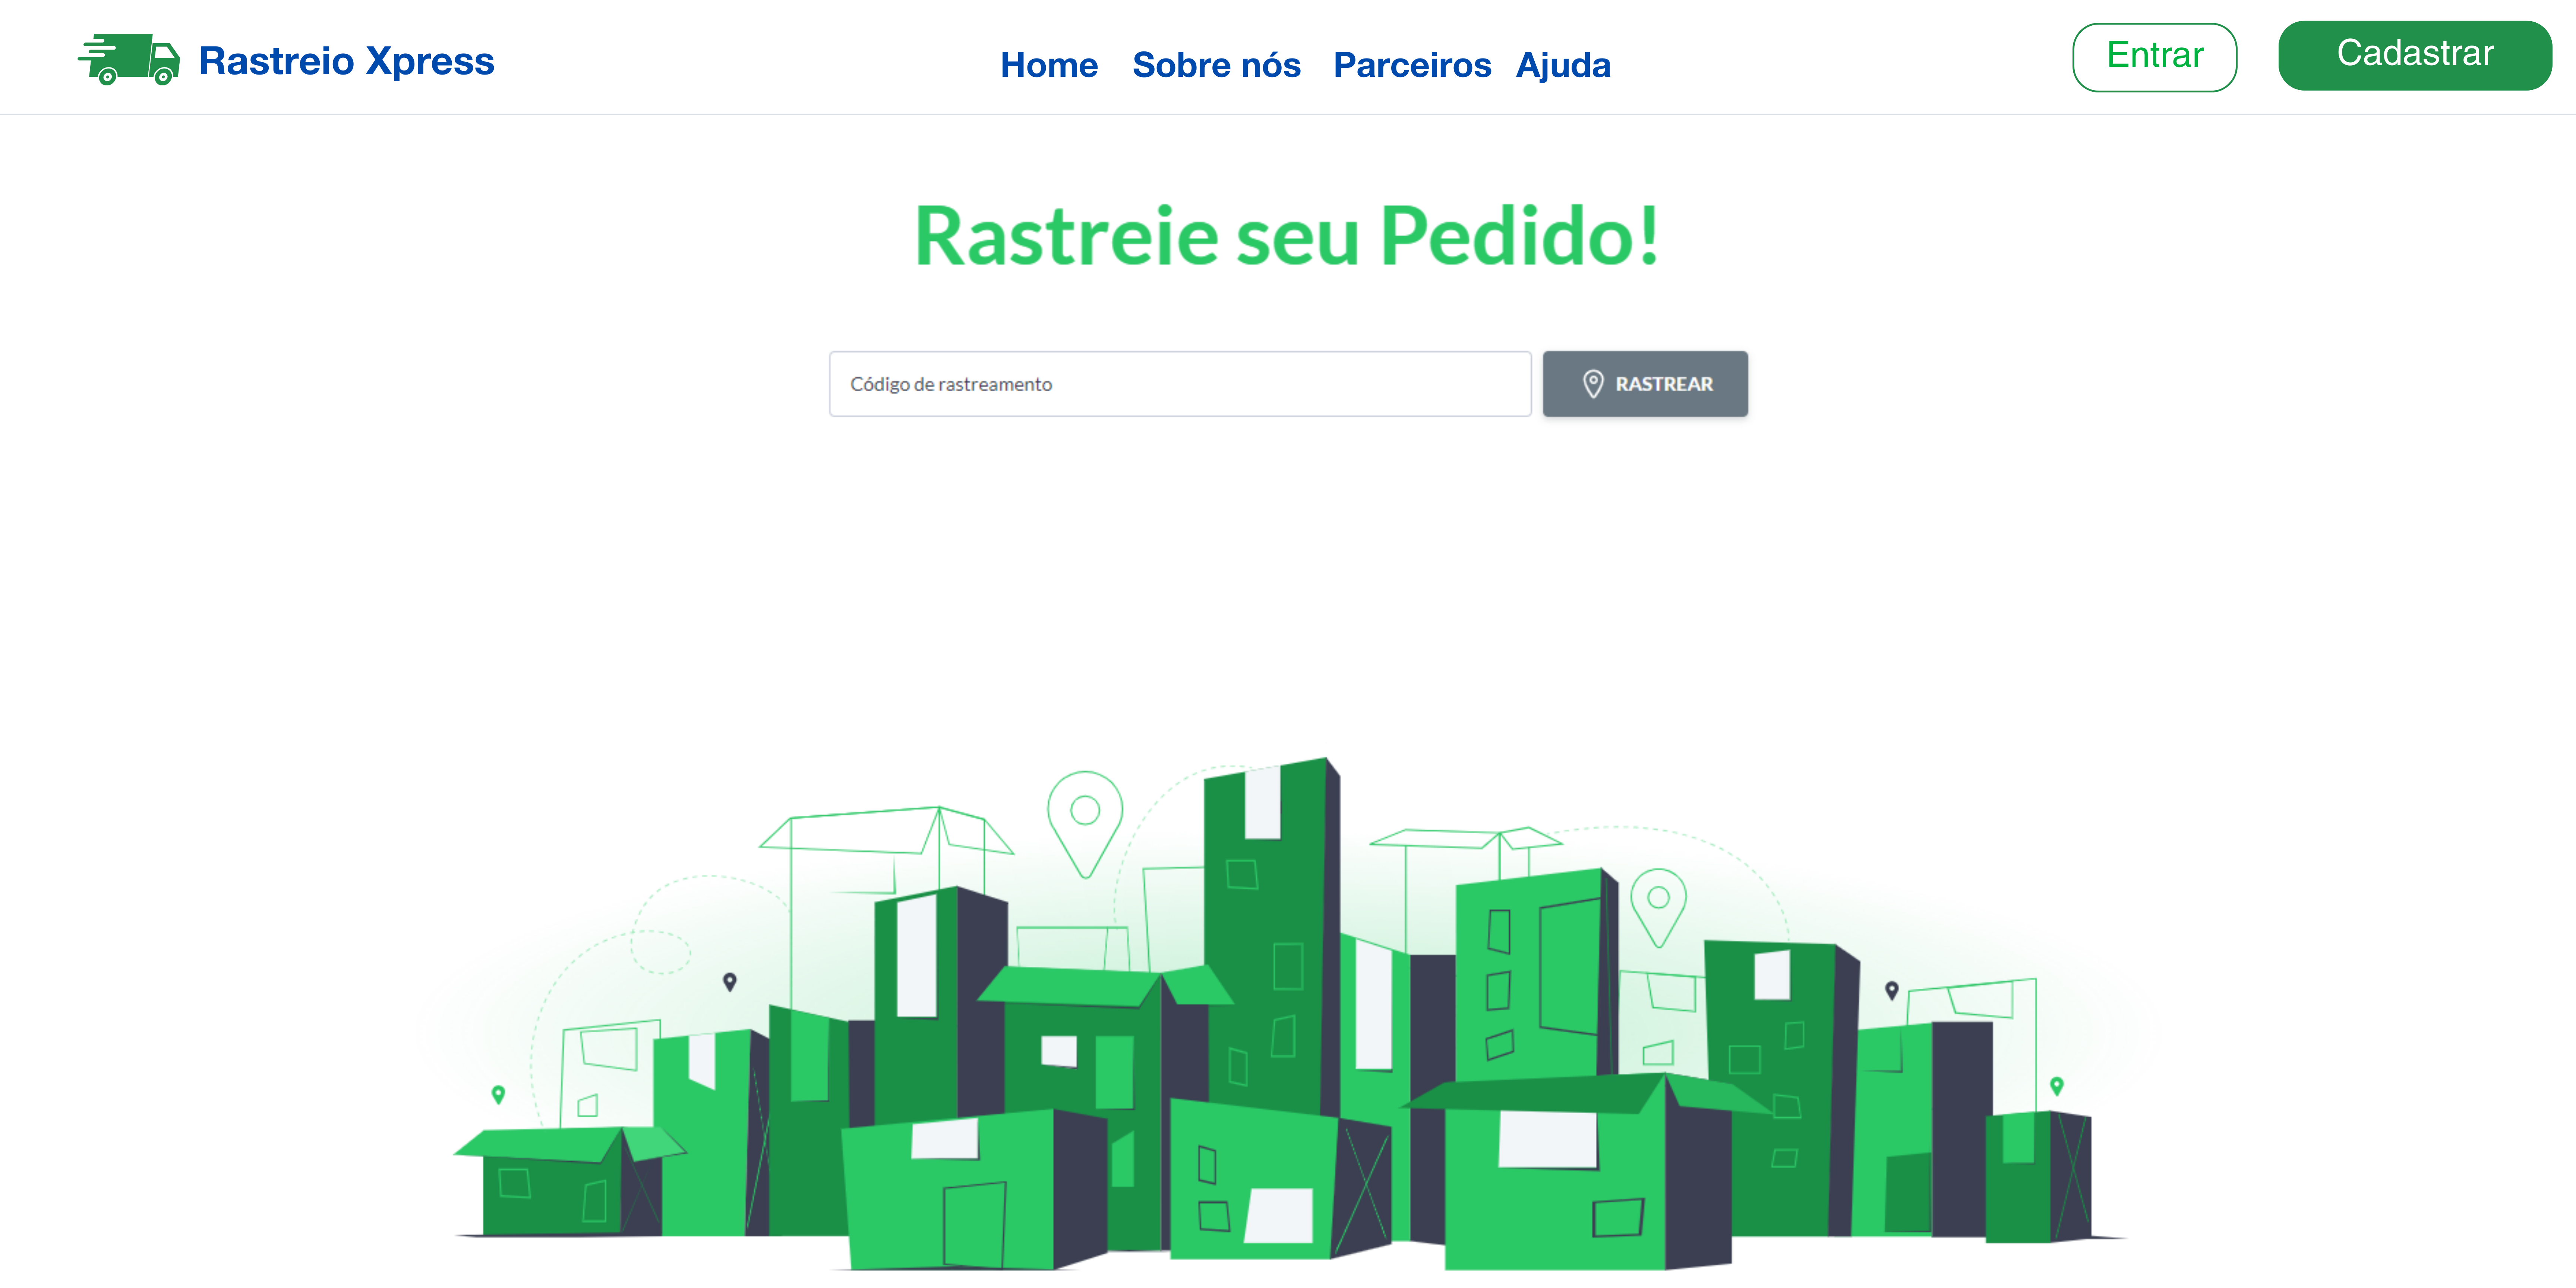 Rastreio Xpress
Home Sobre nós Parceiros Ajuda
Entrar
Cadastrar
Rastreie seu Pedido!
Código de rastreamento
RASTREAR